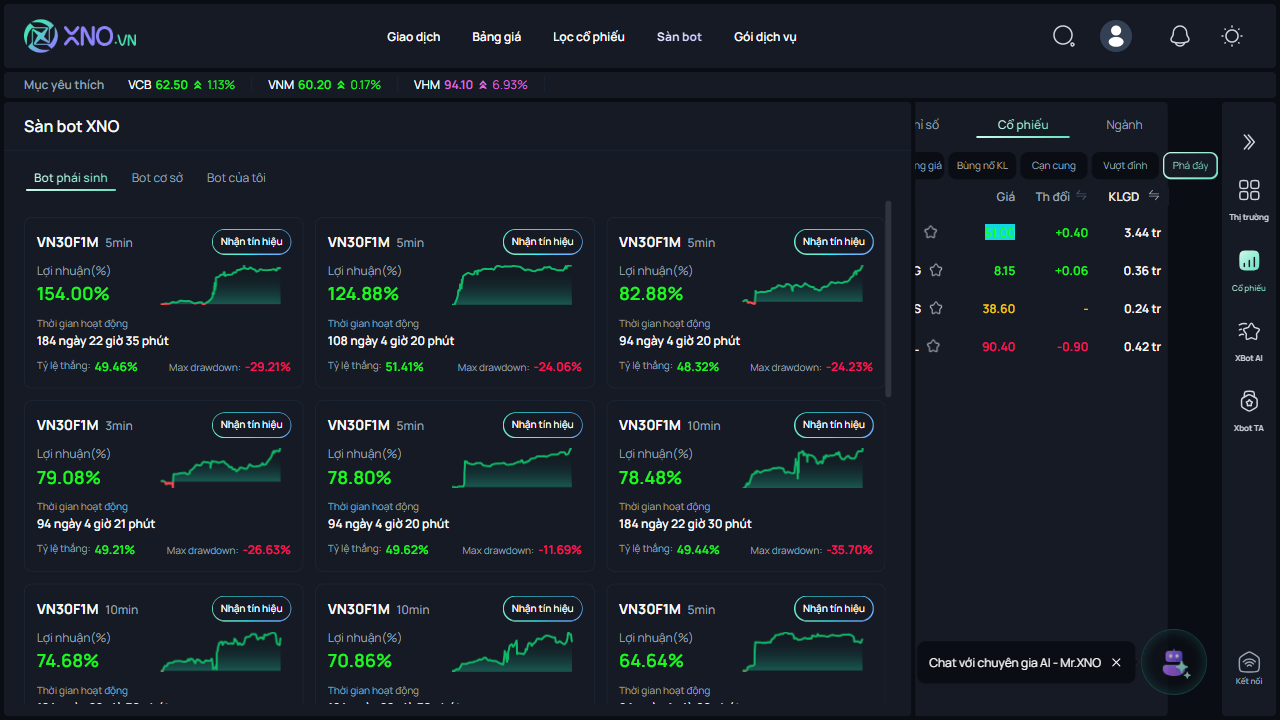 XNO.VN
Giao dịch Bảng giá Lọc cổ phiếu Sàn bot Gói dịch vụ
Mục yêu thích VCB 62.50 1.13% VNM 60.20 0.17% VHM 94.10 6.93%
Sàn bot XNO
Bot phái sinh Bot cơ sở Bot của tôi
VN30F1M 5min Nhận tín hiệu
Lợi nhuận(%)
154.00%
Thời gian hoạt động
184 ngày 22 giờ 35 phút
Tỷ lệ thắng: 49.46% Max drawdown: -29.21%
VN30F1M 5min Nhận tín hiệu
Lợi nhuận(%)
124.88%
Thời gian hoạt động
108 ngày 4 giờ 20 phút
Tỷ lệ thắng: 51.41% Max drawdown: -24.06%
VN30F1M 5min Nhận tín hiệu
Lợi nhuận(%)
82.88%
Thời gian hoạt động
94 ngày 4 giờ 20 phút
Tỷ lệ thắng: 48.32% Max drawdown: -24.23%
VN30F1M 3min Nhận tín hiệu
Lợi nhuận(%)
79.08%
Thời gian hoạt động
94 ngày 4 giờ 21 phút
Tỷ lệ thắng: 49.21% Max drawdown: -26.63%
VN30F1M 5min Nhận tín hiệu
Lợi nhuận(%)
78.80%
Thời gian hoạt động
94 ngày 4 giờ 20 phút
Tỷ lệ thắng: 49.62% Max drawdown: -11.69%
VN30F1M 10min Nhận tín hiệu
Lợi nhuận(%)
78.48%
Thời gian hoạt động
184 ngày 22 giờ 30 phút
Tỷ lệ thắng: 49.44% Max drawdown: -35.70%
VN30F1M 10min Nhận tín hiệu
Lợi nhuận(%)
74.68%
Thời gian hoạt động
VN30F1M 10min Nhận tín hiệu
Lợi nhuận(%)
70.86%
Thời gian hoạt động
VN30F1M 5min Nhận tín hiệu
Lợi nhuận(%)
64.64%
Thời gian hoạt động
số Cổ phiếu Ngành
giá Bùng nổ KL Cạn cung Vượt đỉnh Phá đáy
Giá Th đổi KLGD
+0.40 3.44 tr
G 8.15 +0.06 0.36 tr
S 38.60 - 0.24 tr
90.40 -0.90 0.42 tr
Chat với chuyên gia AI - Mr.XNO
Thị trường
Cổ phiếu
XBot AI
Xbot TA
Kết nối